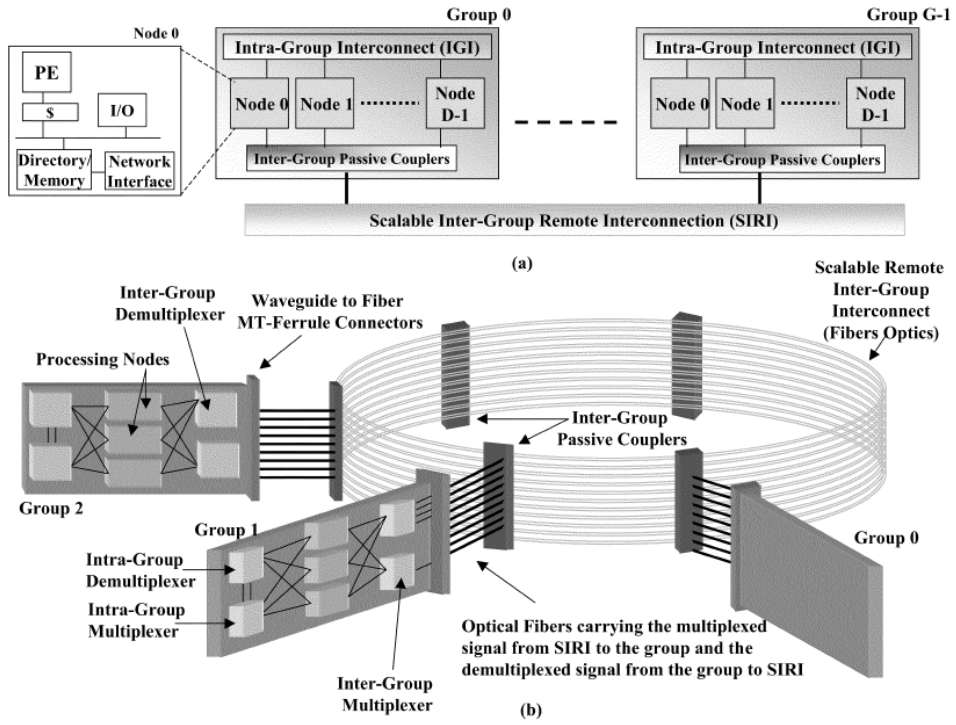 Group 0
Group G-1
Node 0
Intra-Group Interconnect (IGI)
Intra-Group Interconnect (IGI)
PE
$
I/O
Directory/
Memory
Network
Interface
Node 0
Node 1
Node
D-1
Node 0
Node 1
Node
D-1
Inter-Group Passive Couplers
Inter-Group Passive Couplers
Scalable Inter-Group Remote Interconnection (SIRI)
(a)
Scalable Remote
Inter-Group
Interconnect
(Fibers Optics)
Inter-Group
Demultiplexer
Waveguide to Fiber
MT-Ferrule Connectors
Processing Nodes
Inter-Group
Passive Couplers
Group 2
Group 1
Group 0
Intra-Group
Demultiplexer
Intra-Group
Multiplexer
Optical Fibers carrying the multiplexed
signal from SIRI to the group and the
demultiplexed signal from the group to SIRI
Inter-Group
Multiplexer
(b)